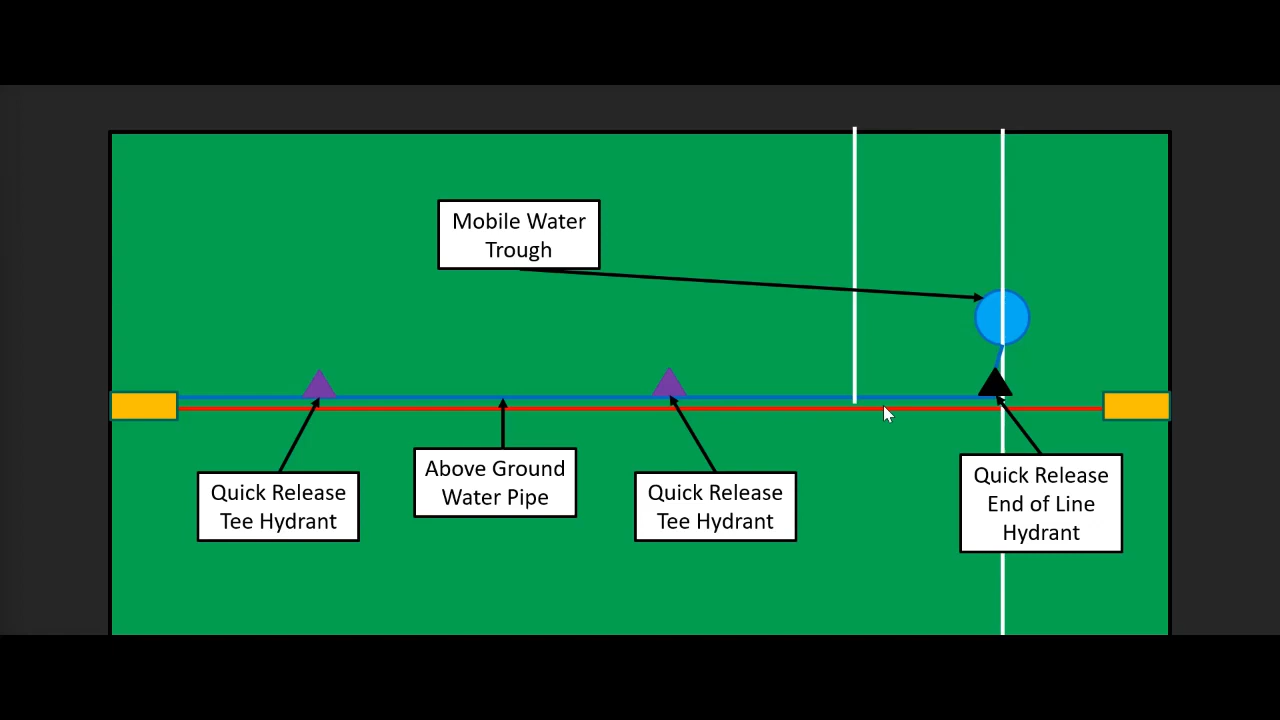 Mobile Water
Trough
Quick Release
Tee Hydrant
Above Ground
Water Pipe
Quick Release
Tee Hydrant
Quick Release
End of Line
Hydrant